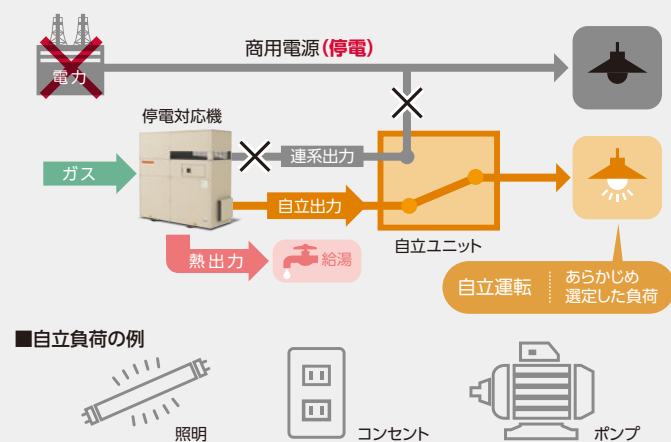 商用電源(停電)
電力
停電対応機
連系出力
ガス
自立出力
自立ユニット
熱出力
給湯
自立運転
あらかじめ
選定した負荷
■自立負荷の例
照明
コンセント
ポンプ